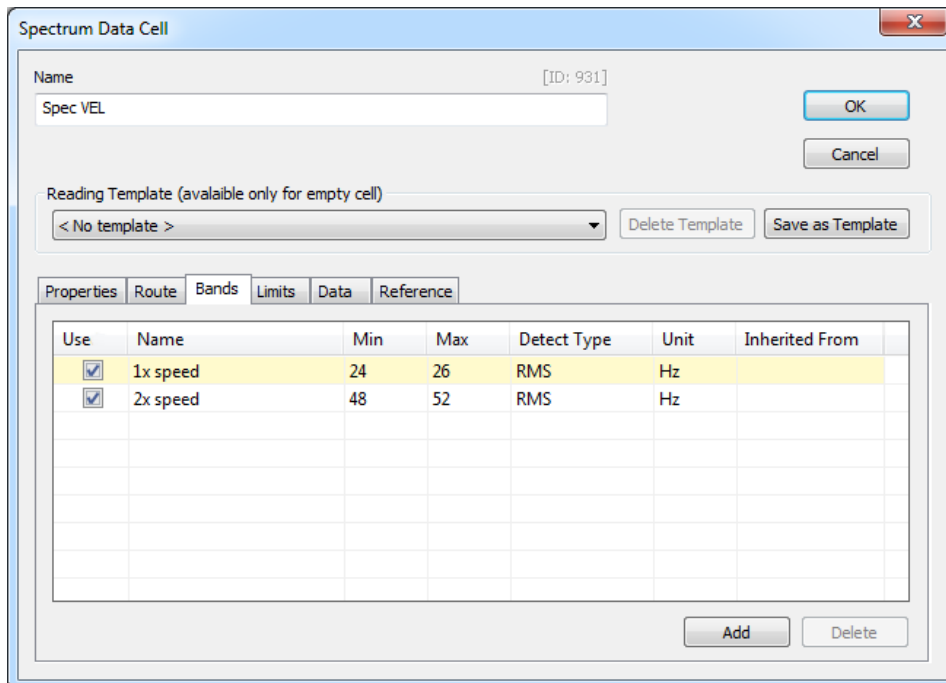 Spectrum Data Cell
Name [ID: 931]
Spec VEL
OK
Cancel
Reading Template (avalaible only for empty cell)
< No template > Delete Template Save as Template
Properties Route Bands Limits Data Reference
Use Name Min Max Detect Type Unit Inherited From
1x speed 24 26 RMS Hz
2x speed 48 52 RMS Hz
Add Delete